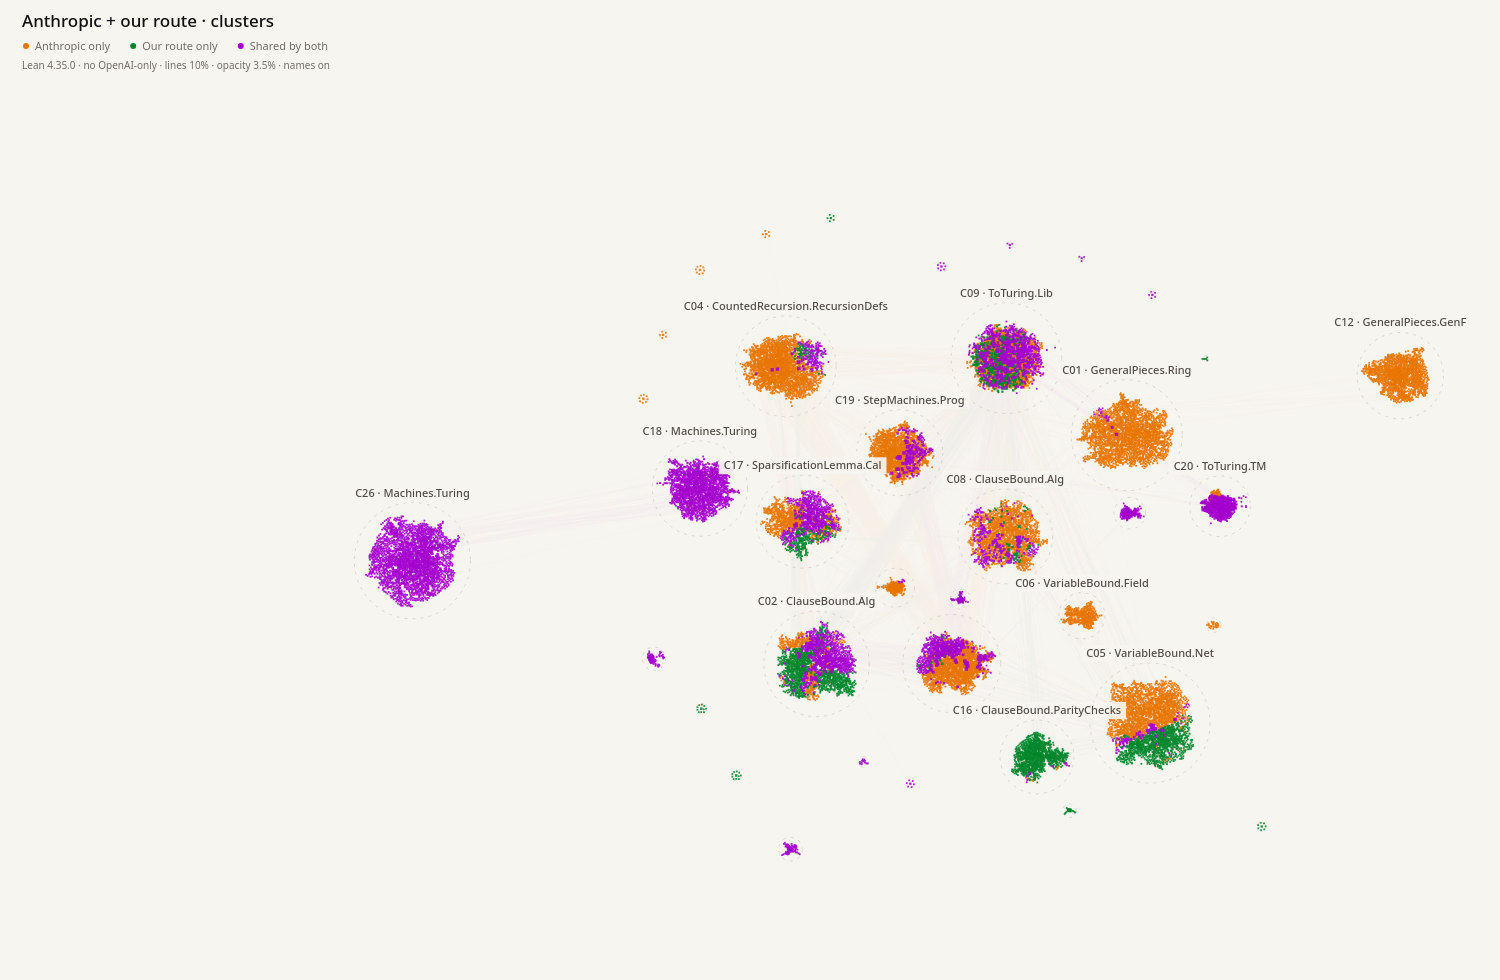 Anthropic + our route · clusters
Anthropic only Our route only Shared by both
Lean 4.35.0 · no OpenAI-only · lines 10% · opacity 3.5% · names on
C09 · ToTuring.Lib
C04 · CountedRecursion.RecursionDefs
C12 · GeneralPieces.GenF
C01 · GeneralPieces.Ring
C19 · StepMachines.Prog
C18 · Machines.Turing
C17 · SparsificationLemma.Cal
C20 · ToTuring.TM
C08 · ClauseBound.Alg
C26 · Machines.Turing
C06 · VariableBound.Field
C02 · ClauseBound.Alg
C05 · VariableBound.Net
C16 · ClauseBound.ParityChecks